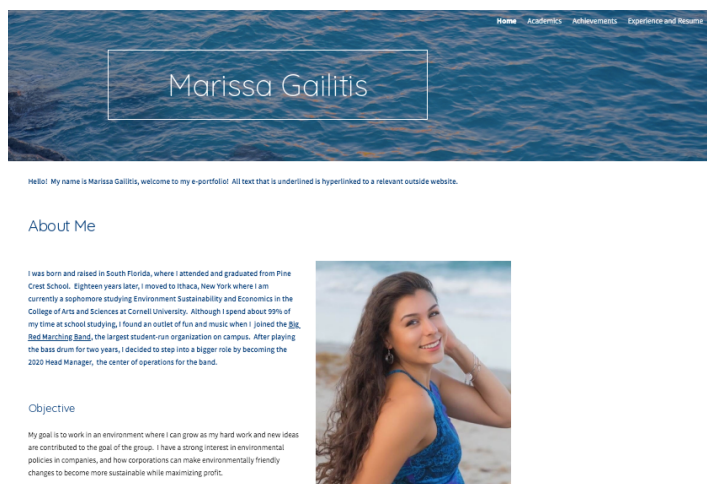 Home Academics Achievements Experience and Resume
Marissa Gailitis
Hello! My name is Marissa Gailitis, welcome to my e-portfolio! All text that is underlined is hyperlinked to a relevant outside website.
About Me
I was born and raised in South Florida, where I attended and graduated from Pine
Crest School. Eighteen years later, I moved to Ithaca, New York where I am
currently a sophomore studying Environment Sustainability and Economics in the
College of Arts and Sciences at Cornell University. Although I spend about 99% of
my time at school studying, I found an outlet of fun and music when I joined the Big
Red Marching Band, the largest student-run organization on campus. After playing
the bass drum for two years, I decided to step into a bigger role by becoming the
2020 Head Manager, the center of operations for the band.
Objective
My goal is to work in an environment where I can grow as my hard work and new ideas
are contributed to the goal of the group. I have a strong interest in environmental
policies in companies, and how corporations can make environmentally friendly
changes to become more sustainable while maximizing profit.